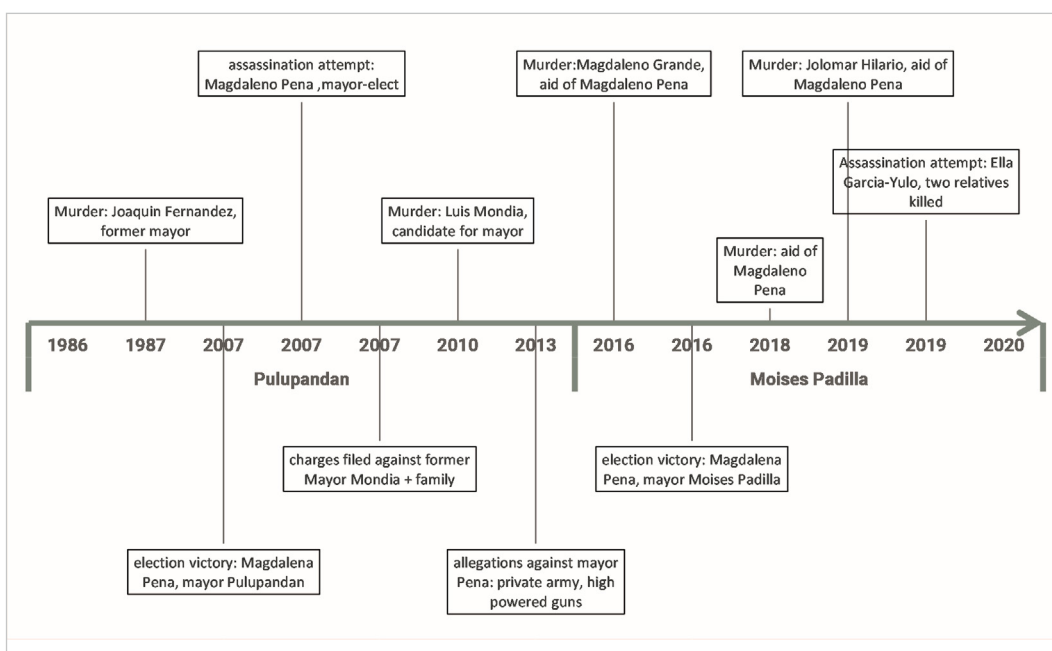 assassination attempt:
Magdaleno Pena ,mayor-elect
Murder:Magdaleno Grande,
aid of Magdaleno Pena
Murder: Jolomar Hilario, aid of
Magdaleno Pena
Assassination attempt: Ella
Garcia-Yulo, two relatives
killed
Murder: Joaquin Fernandez,
former mayor
Murder: Luis Mondia,
candidate for mayor
Murder: aid of
Magdaleno
Pena
1986 1987 2007 2007 2007 2010 2013 2016 2016 2018 2019 2019 2020
Pulupandan Moises Padilla
charges filed against former
Mayor Mondia + family
election victory: Magdalena
Pena, mayor Moises Padilla
election victory: Magdalena
Pena, mayor Pulupandan
allegations against mayor
Pena: private army, high
powered guns